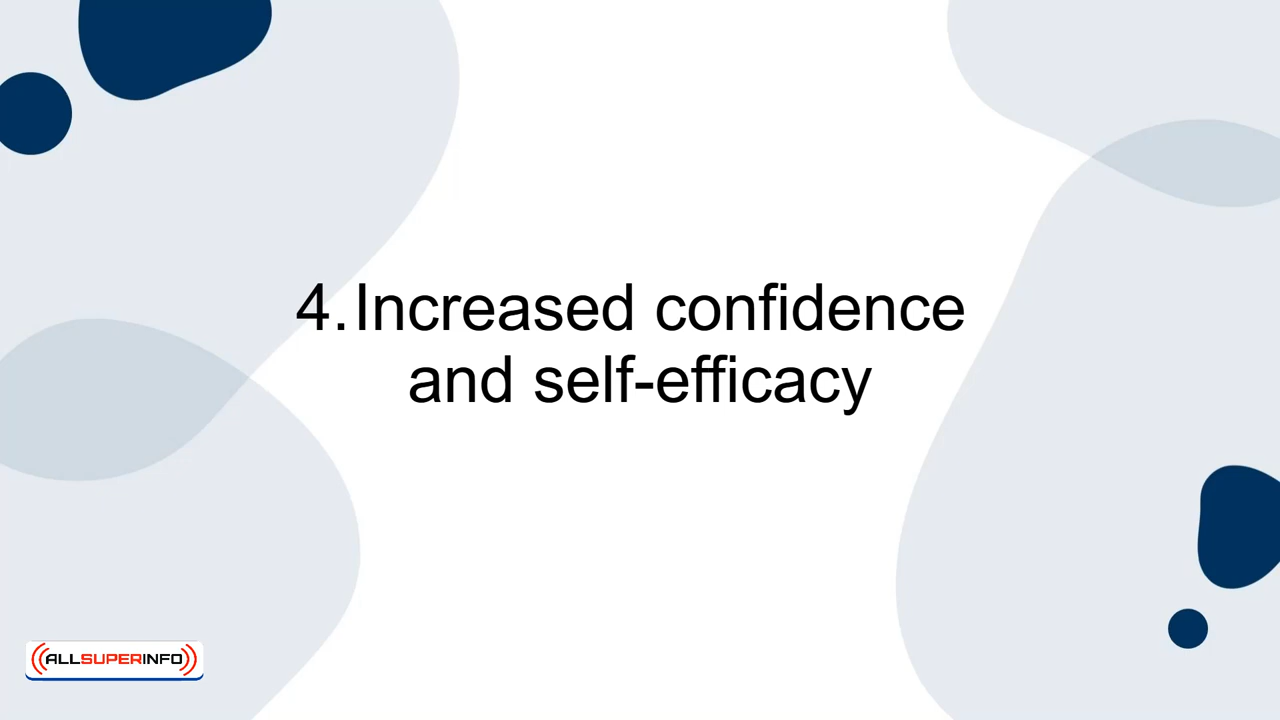 4. Increased confidence
and self-efficacy
((ALLSUPERINFO))